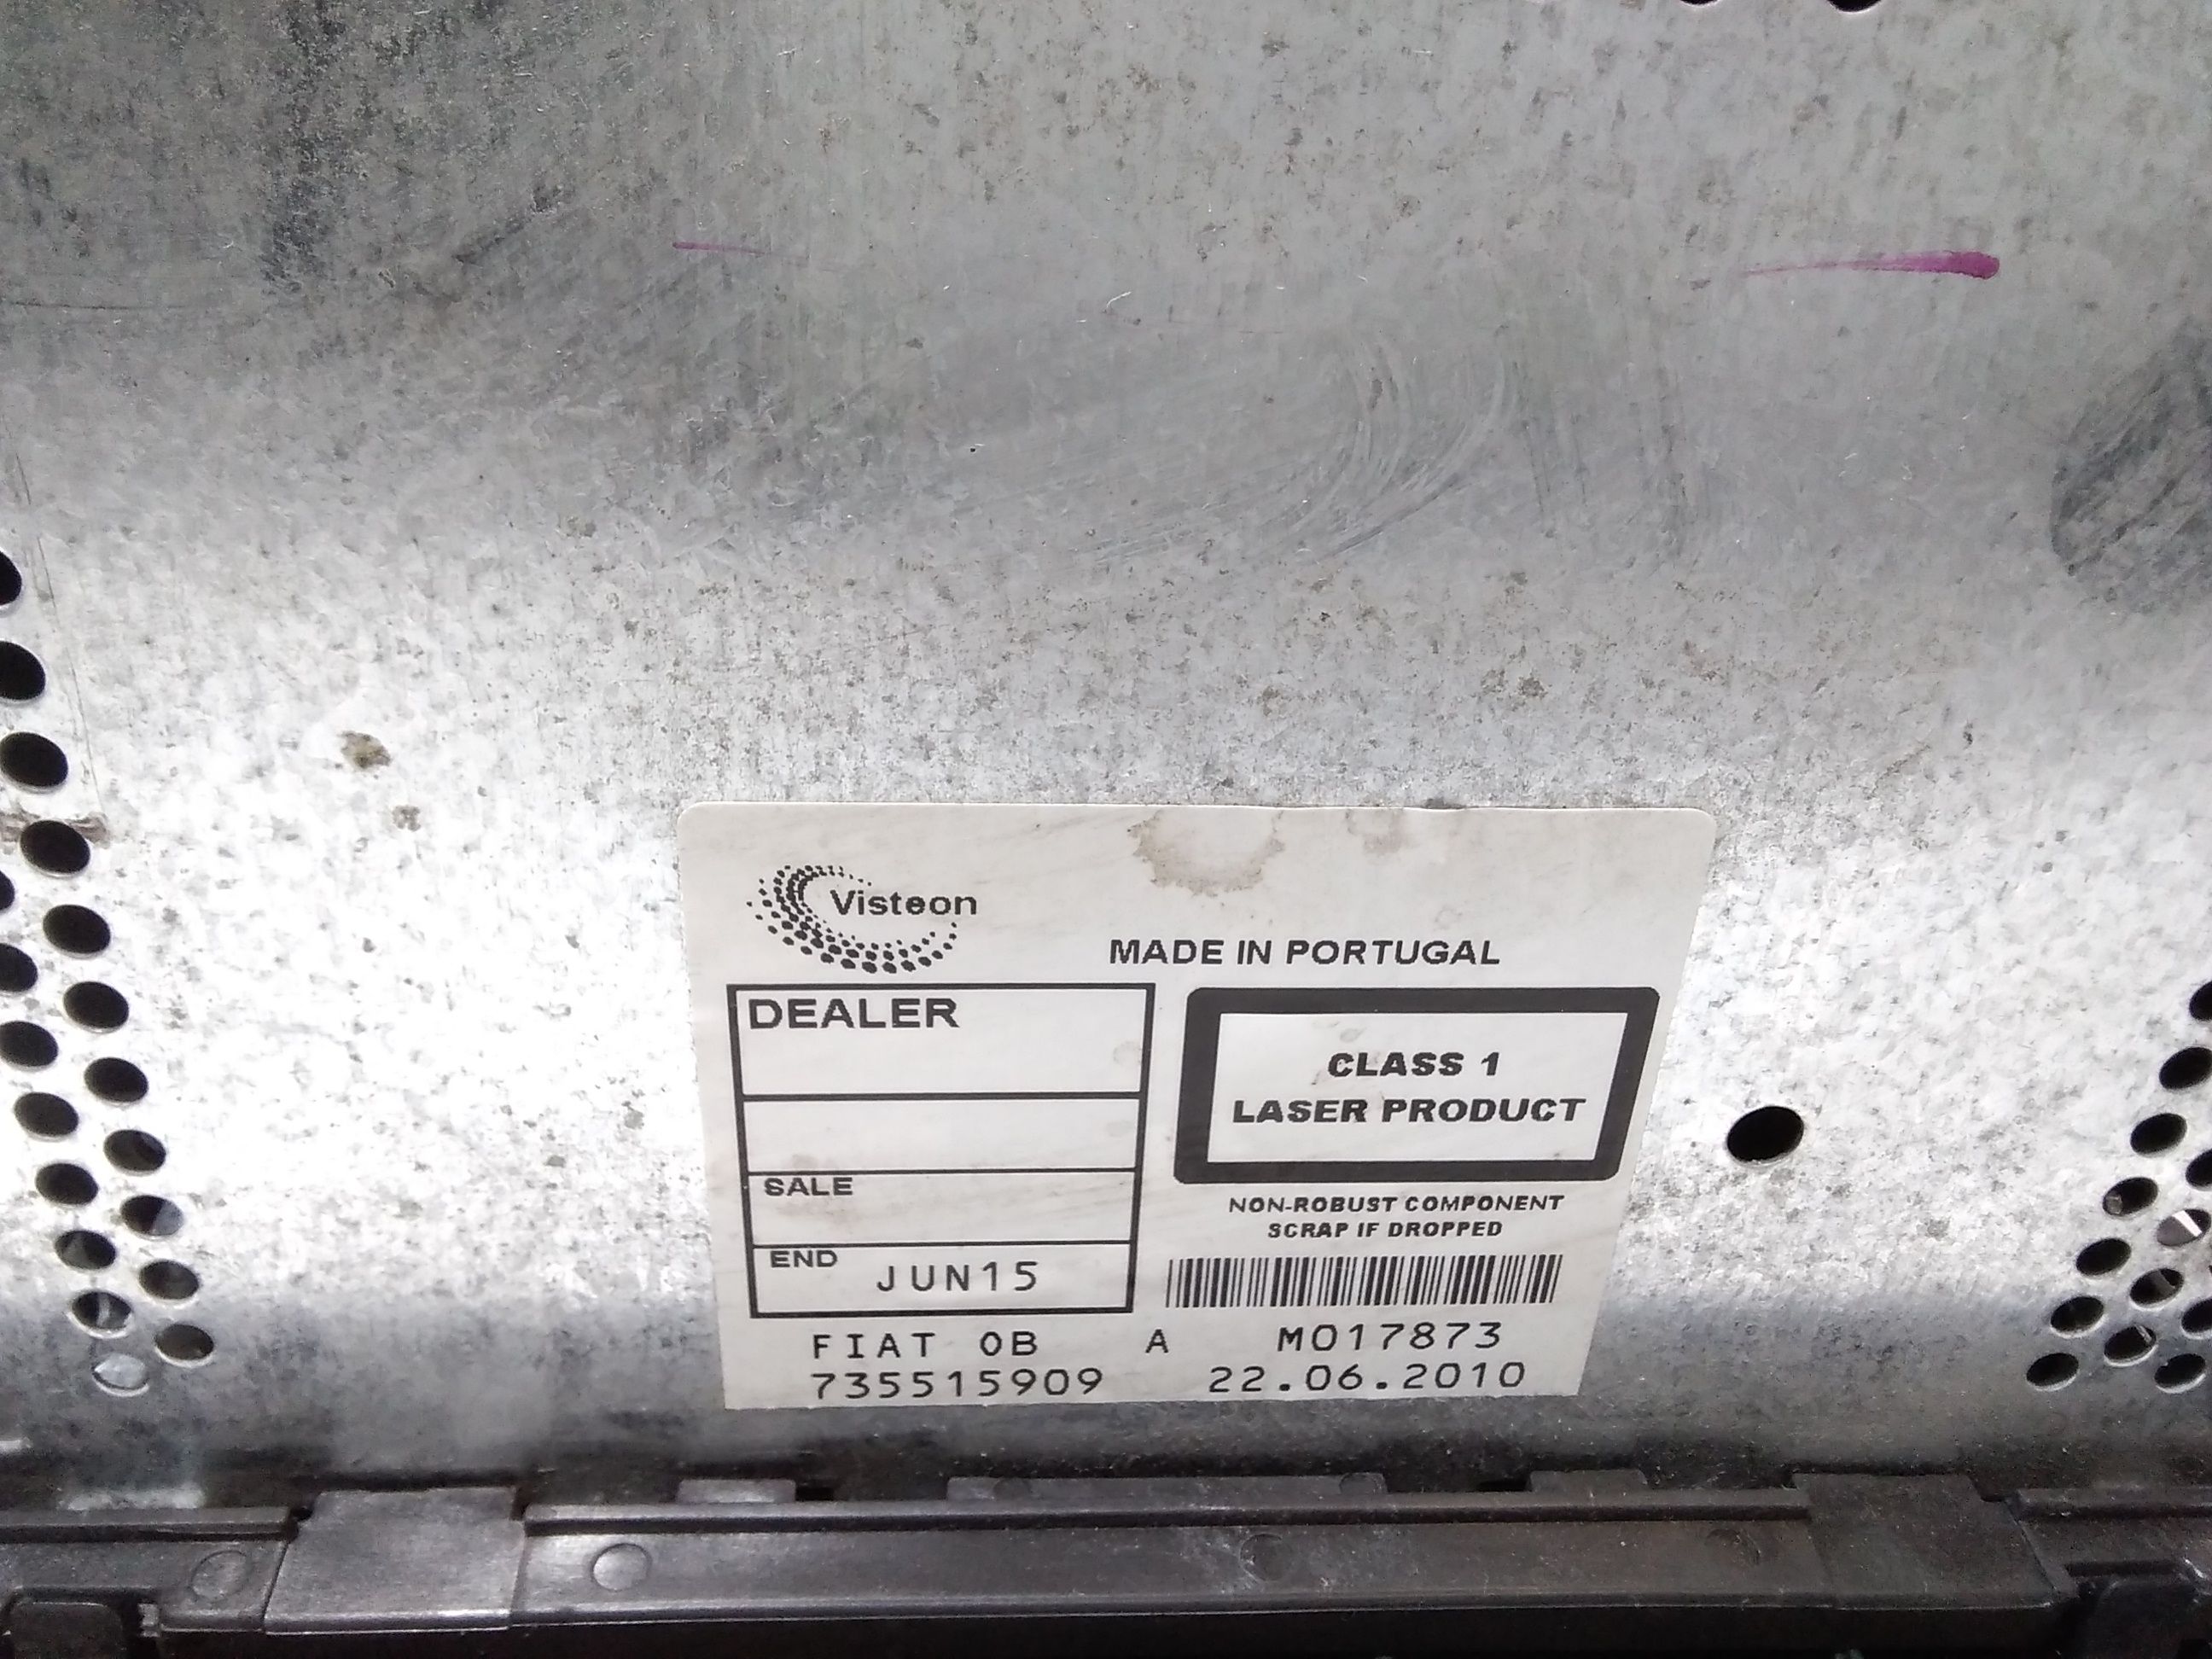 Visteon
MADE IN PORTUGAL
DEALER
CLASS 1
LASER PRODUCT
SALE
NON-ROBUST COMPONENT
SCRAP IF DROPPED
END JUN15
FIAT 0B A M017873
735515909 22.06.2010